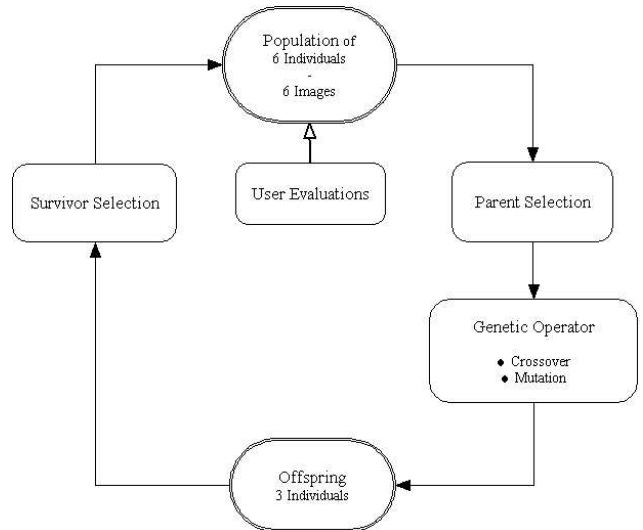 Population of
6 Individuals
-
6 Images
Survivor Selection
User Evaluations
Parent Selection
Genetic Operator
• Crossover
• Mutation
Offspring
3 Individuals